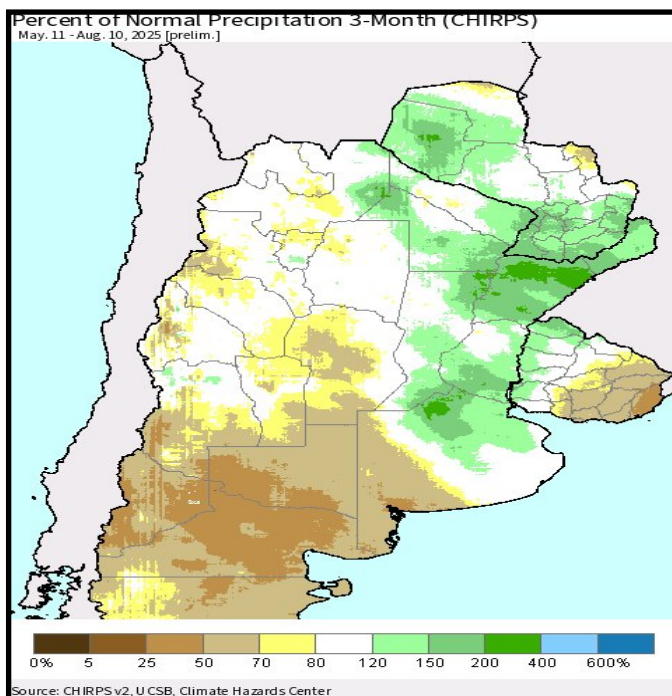 Percent of Normal Precipitation 3-Month (CHIRPS)
May. 11 - Aug. 10, 2025 [prelim.]
0% 5 25 50 70 80 120 150 200 400 600%
Source: CHIRPS v2, UCSB, Climate Hazards Center